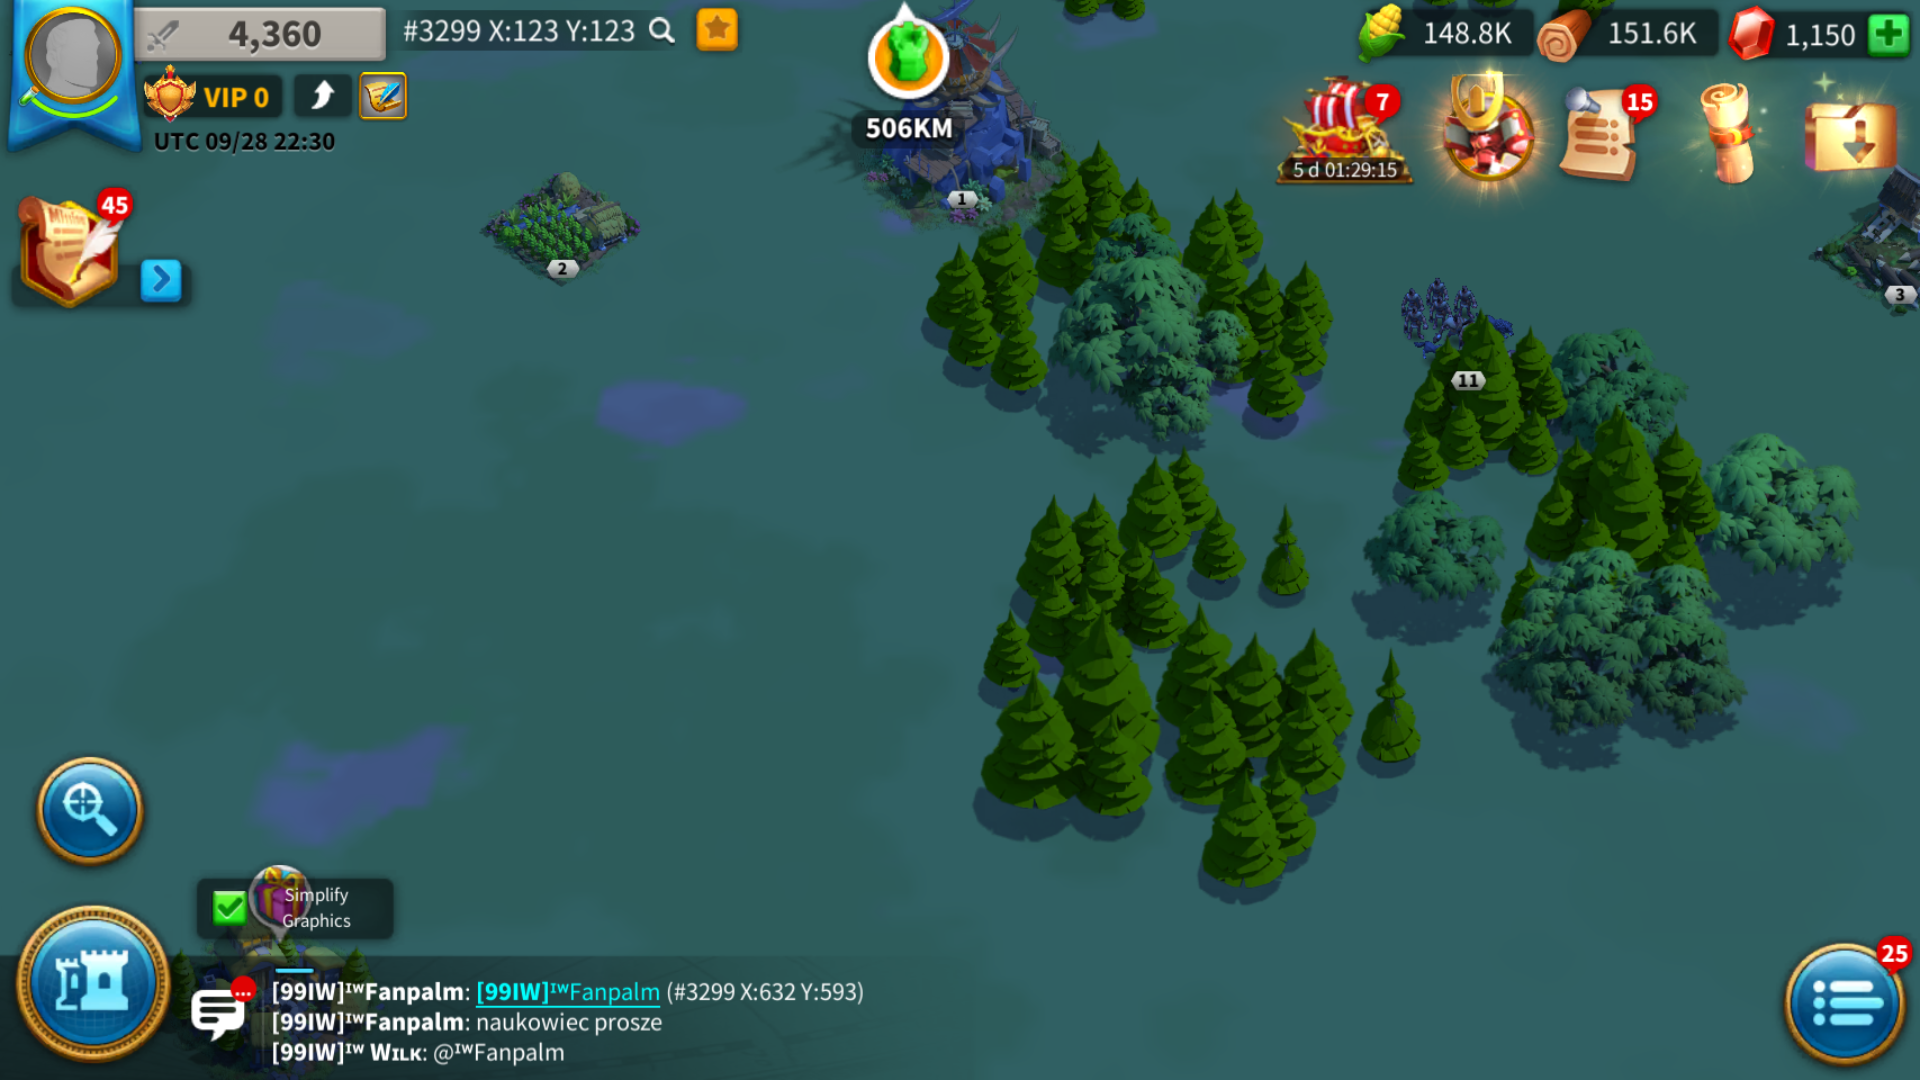 4,360
#3299 X:123 Y:123
148.8K
151.6K
1,150
VIP 0
UTC 09/28 22:30
506KM
7
5 d 01:29:15
15
Mission
45
1
2
3
11
Simplify
Graphics
[99IW]ᴵᵂFanpalm: [99IW]ᴵᵂFanpalm (#3299 X:632 Y:593)
[99IW]ᴵᵂFanpalm: naukowiec prosze
[99IW]ᴵᵂ Wɪʟᴋ: @ᴵᵂFanpalm
25